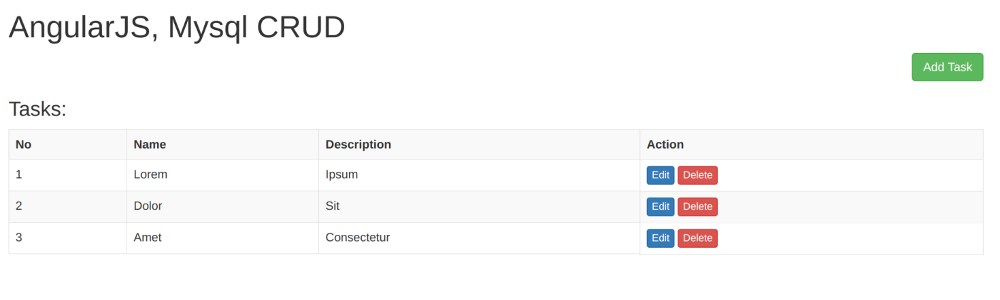 AngularJS, Mysql CRUD
Add Task
Tasks:
No Name Description Action
1 Lorem Ipsum Edit Delete
2 Dolor Sit Edit Delete
3 Amet Consectetur Edit Delete